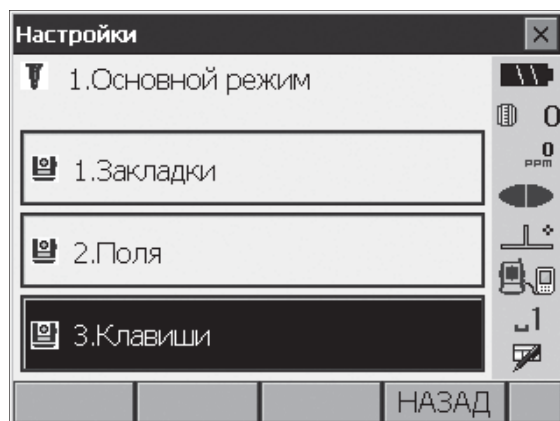 Настройки
1.Основной режим
0
0
PPM
1.Закладки
2.Поля
3.Клавиши
1
НАЗАД